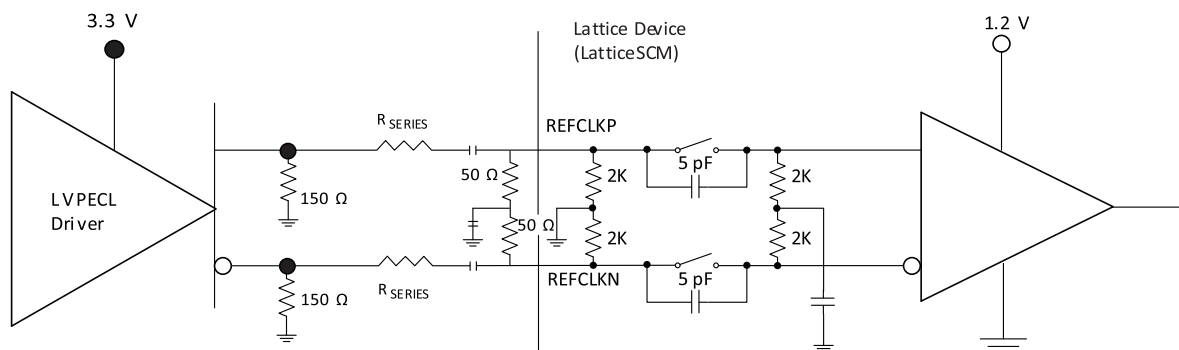 3.3 V
Lattice Device
(LatticeSCM)
1.2 V
R SERIES
REFCLKP
5 pF
50 Ω
2K
2K
150 Ω
LVPECL
Driver
50 Ω
2K
2K
REFCLKN
5 pF
R SERIES
150 Ω